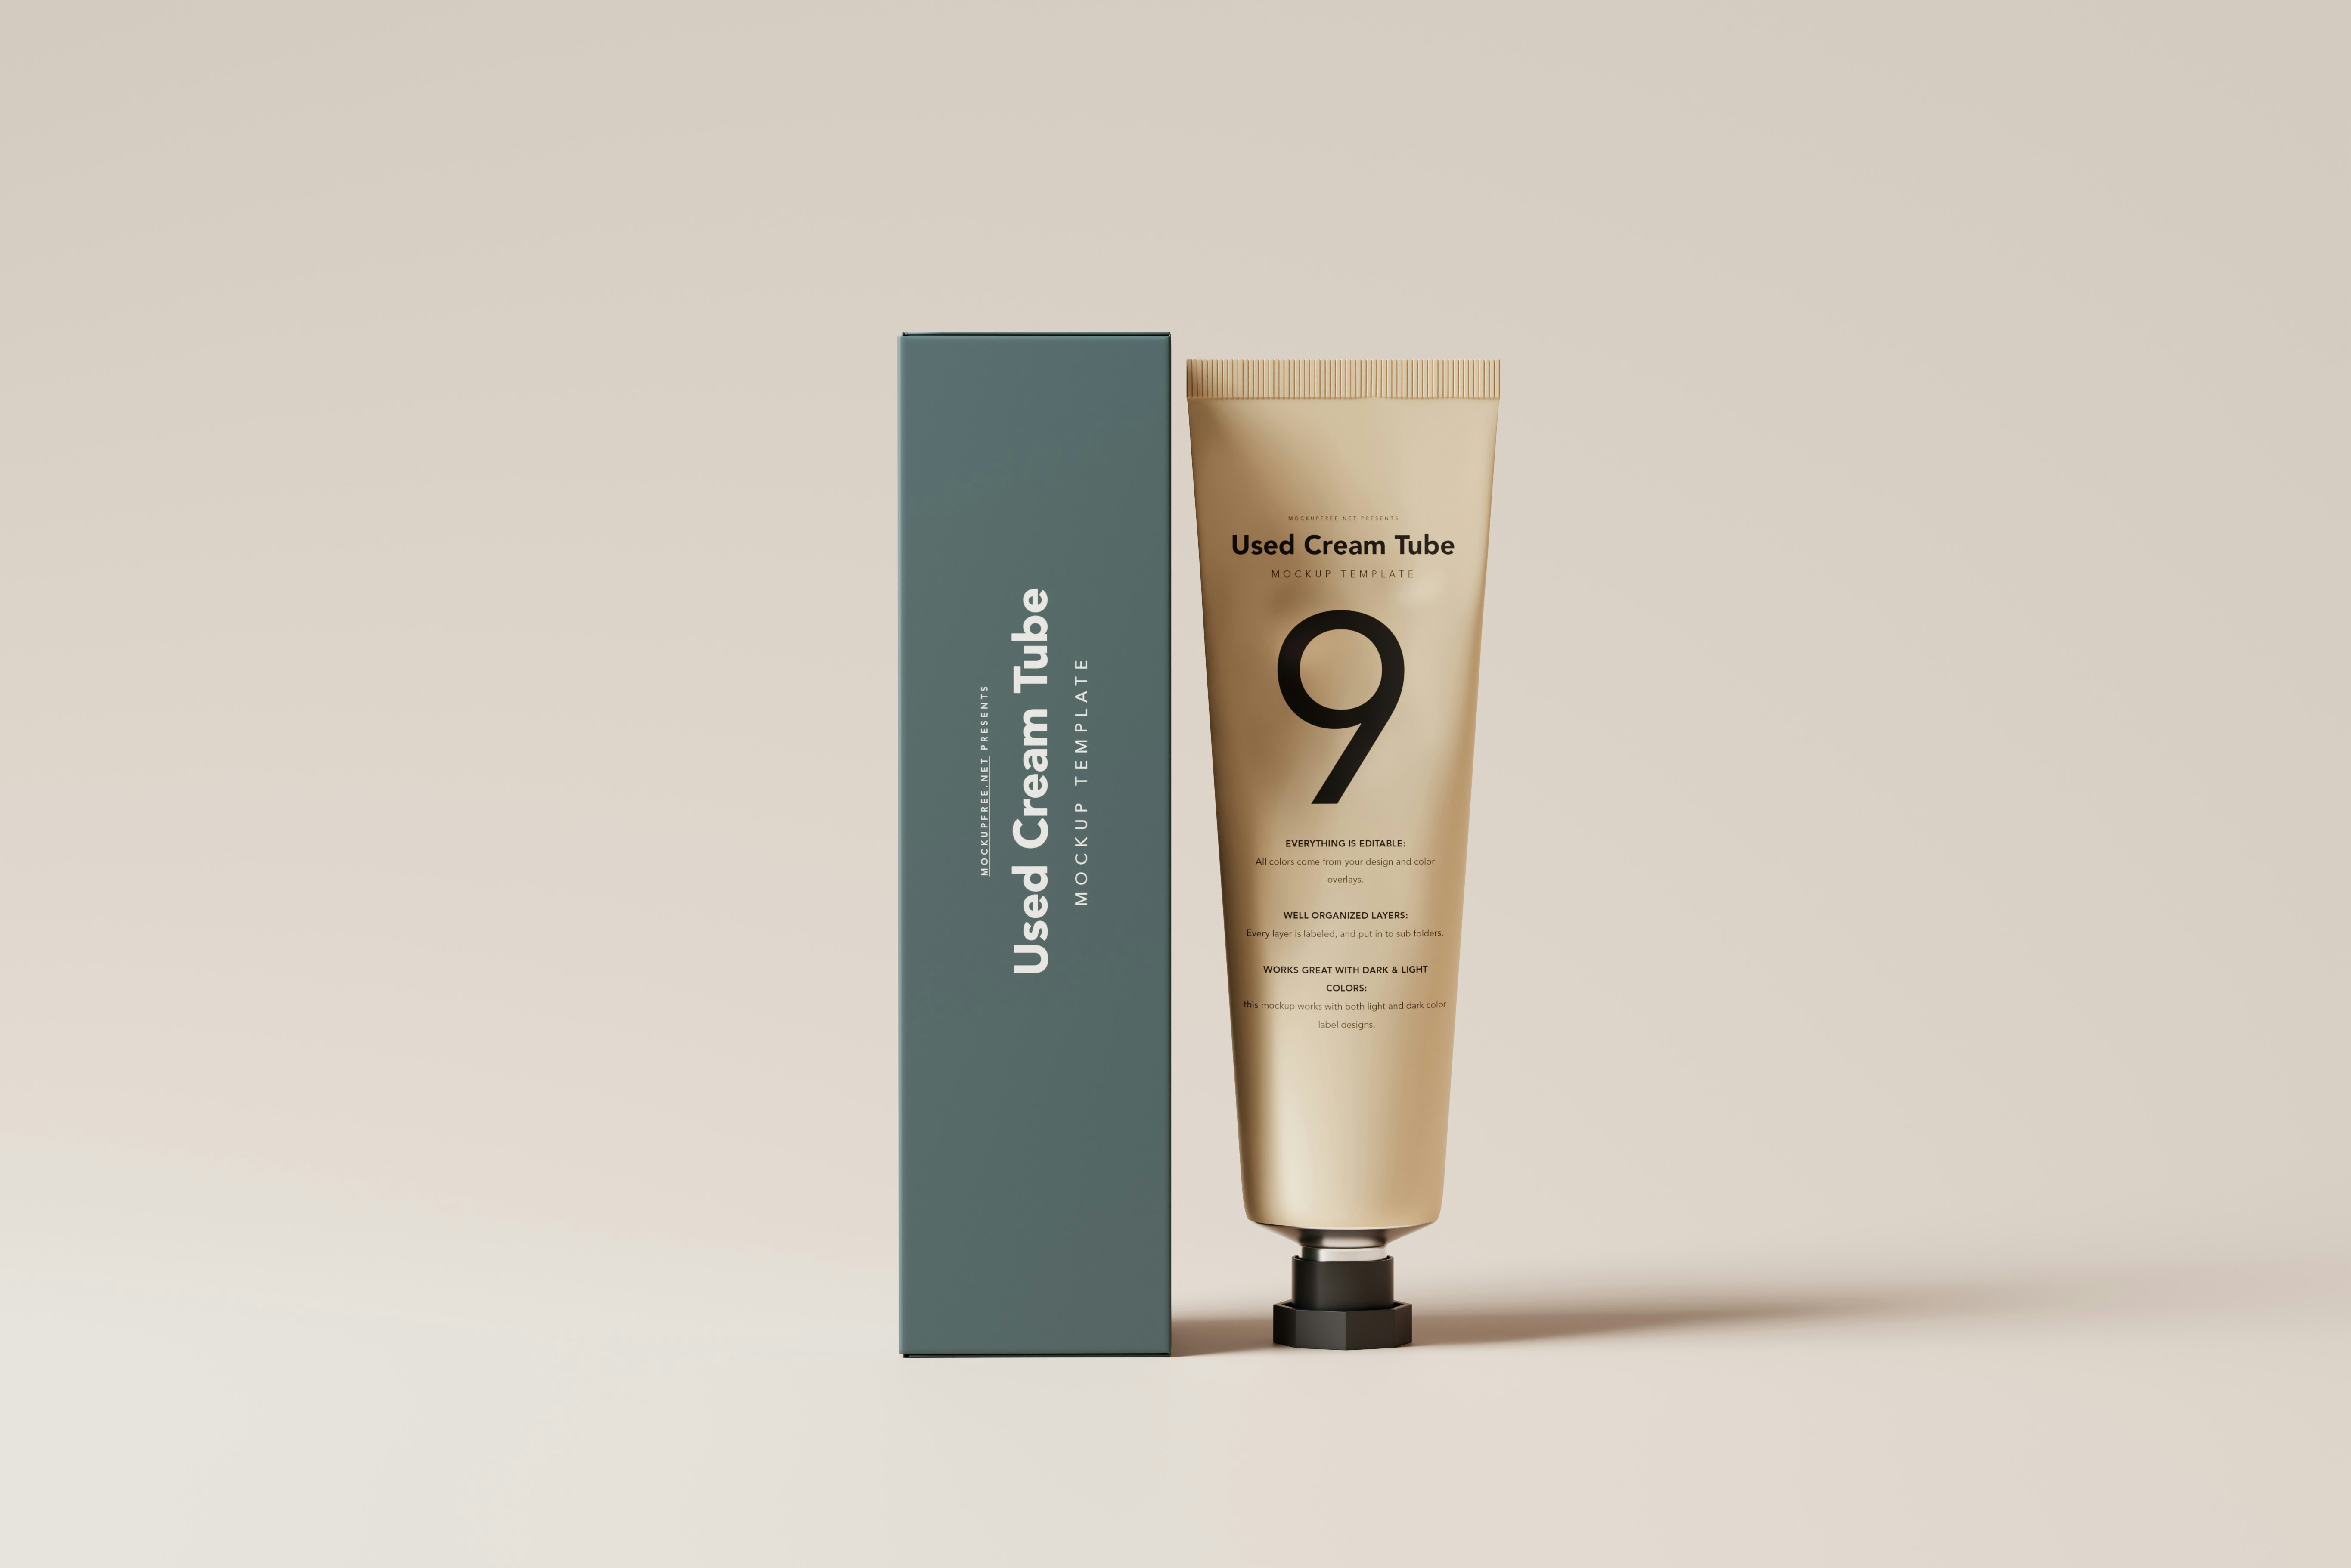 MOCKUPFREE.NET PRESENTS
Used Cream Tube
MOCKUP TEMPLATE
MOCKUPFREE.NET PRESENTS
Used Cream Tube
MOCKUP TEMPLATE
9
EVERYTHING IS EDITABLE:
All colors come from your design and color
overlays.
WELL ORGANIZED LAYERS:
Every layer is labeled, and put in to sub folders.
WORKS GREAT WITH DARK & LIGHT
COLORS:
this mockup works with both light and dark color
label designs.